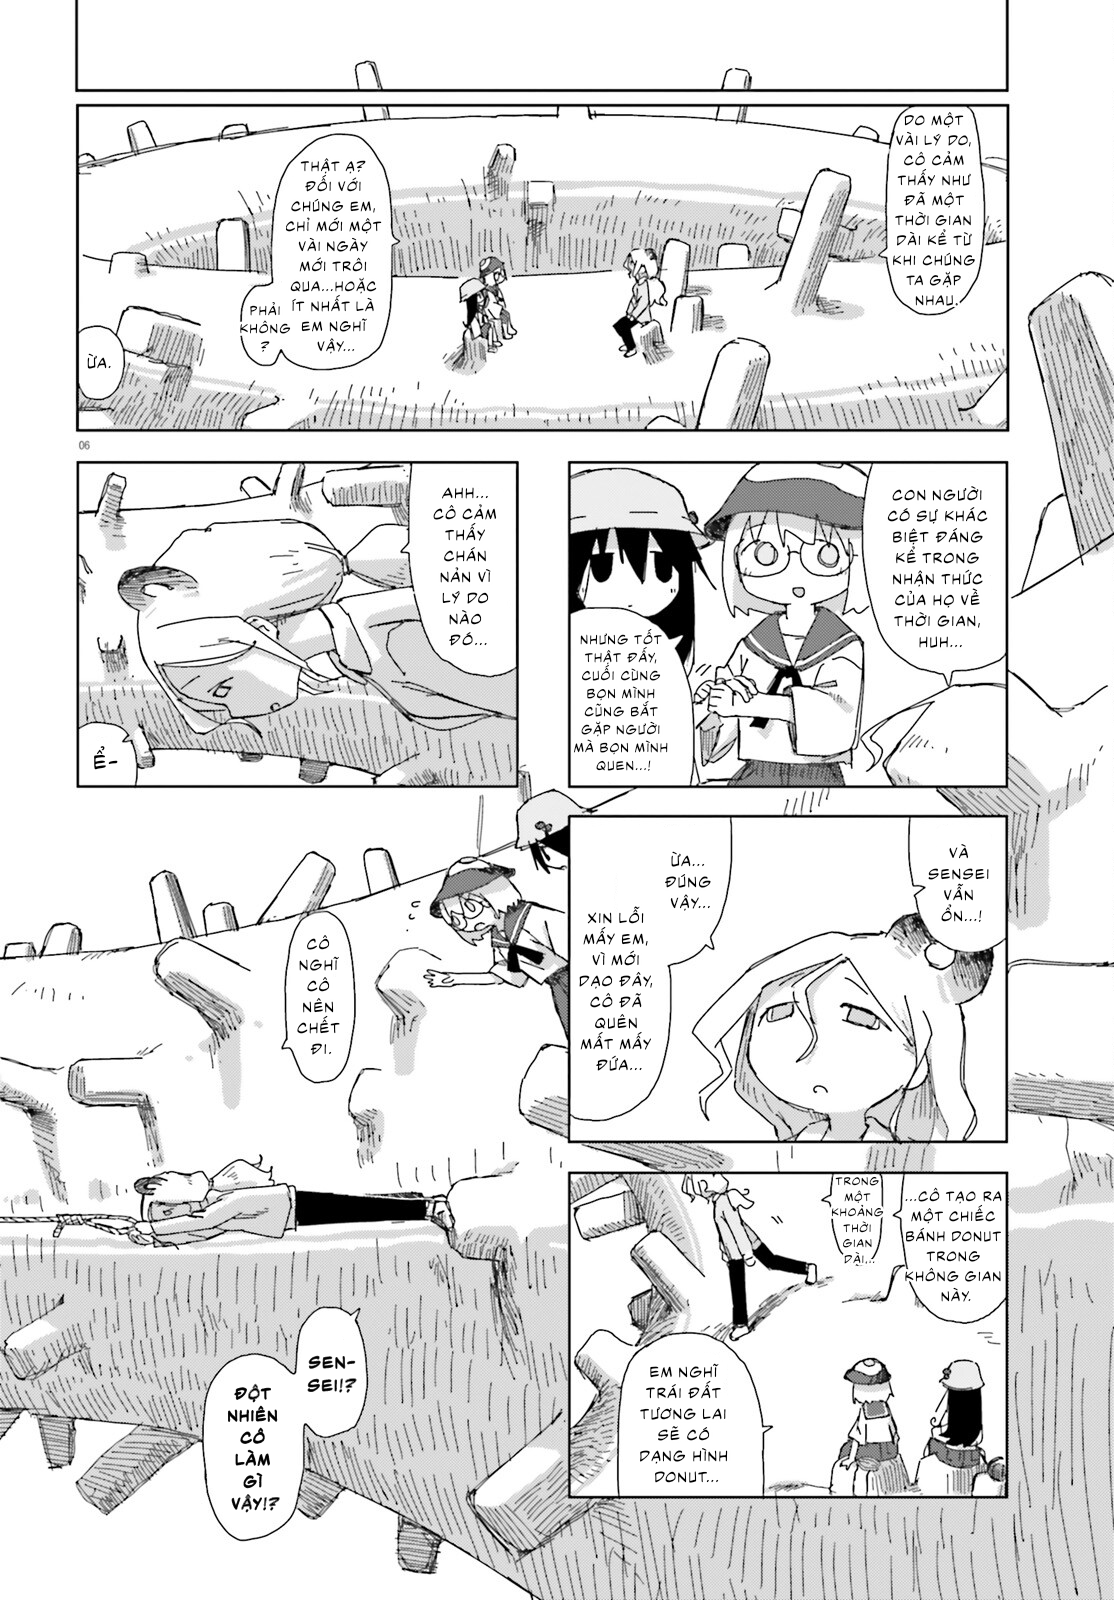 DO MỘT
VÀI LÝ DO,
CÔ CẢM
THẤY NHƯ
ĐÃ MỘT
THỜI GIAN
DÀI KỂ TỪ
KHI CHÚNG
TA GẶP
NHAU.
THẬT Ạ?
ĐỐI VỚI
CHÚNG EM,
CHỈ MỚI MỘT
VÀI NGÀY
MỚI TRÔI
QUA...HOẶC
ÍT NHẤT LÀ
EM NGHĨ
VẬY...
PHẢI
KHÔNG
?
ỪA.
06
CON NGƯỜI
CÓ SỰ KHÁC
BIỆT ĐÁNG
KỂ TRONG
NHẬN THỨC
CỦA HỌ VỀ
THỜI GIAN,
HUH...
NHƯNG TỐT
THẬT ĐẤY,
CUỐI CÙNG
BỌN MÌNH
CŨNG BẮT
GẶP NGƯỜI
MÀ BỌN MÌNH
QUEN...!
AHH...
CÔ CẢM
THẤY
CHÁN
NẢN VÌ
LÝ DO
NÀO
ĐÓ...
Ể-
VÀ
SENSEI
VẪN
ỔN...!
ỪA...
ĐÚNG
VẬY...
XIN LỖI
MẤY EM,
VÌ MỚI
DẠO ĐÂY,
CÔ ĐÃ
QUÊN
MẤT MẤY
ĐỨA...
...CÔ TẠO RA
MỘT CHIẾC
BÁNH DONUT
TRONG
KHÔNG GIAN
NÀY.
TRONG
MỘT
KHOẢNG
THỜI
GIAN
DÀI...
EM NGHĨ
TRÁI ĐẤT
TƯƠNG LAI
SẼ CÓ
DẠNG HÌNH
DONUT...
CÔ
NGHĨ
CÔ
NÊN
CHẾT
ĐI.
SEN-
SEI!?
ĐỘT
NHIÊN
CÔ LÀM
GÌ
VẬY!?